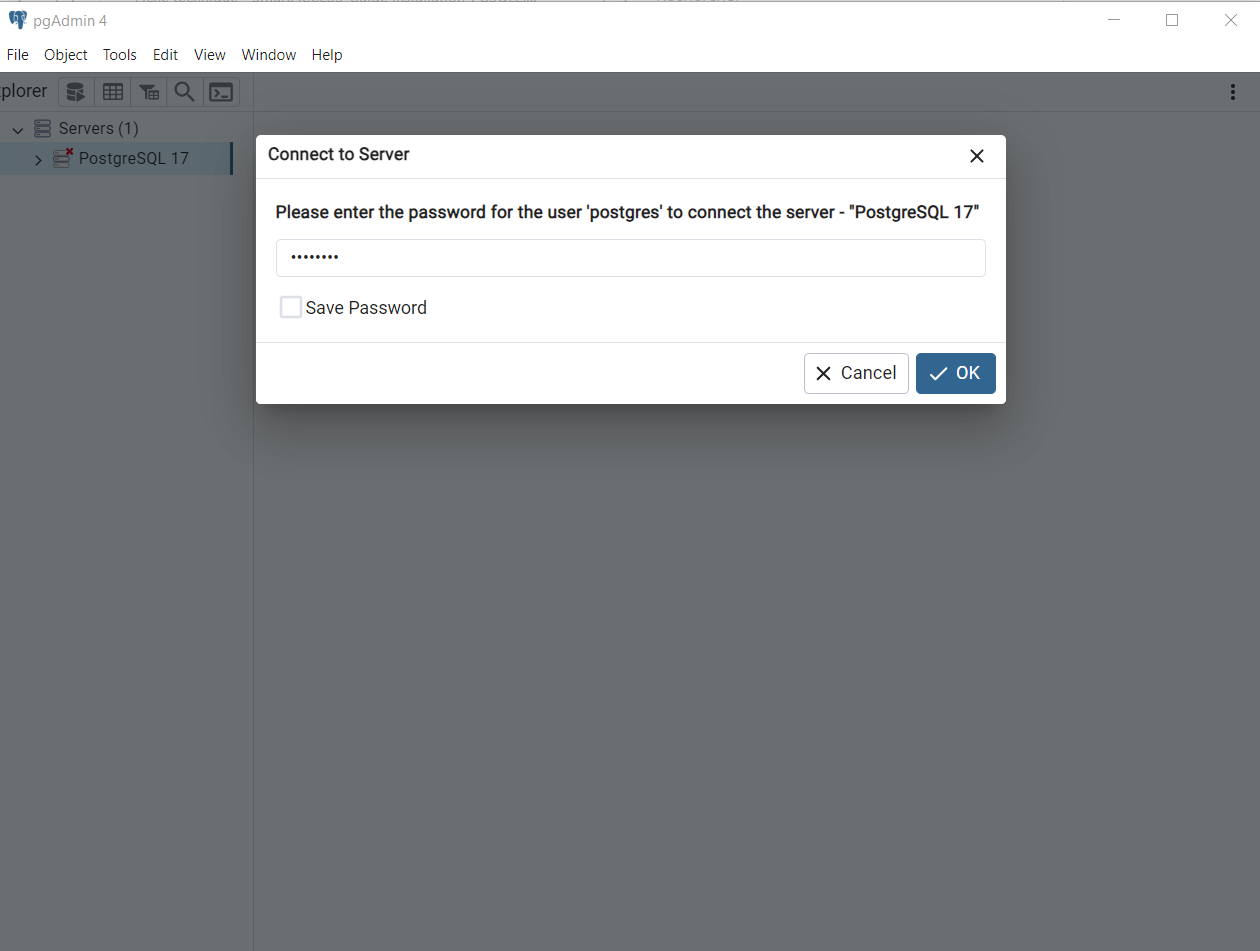 pgAdmin 4
File Object Tools Edit View Window Help
plorer
Servers (1)
PostgreSQL 17
Connect to Server
Please enter the password for the user 'postgres' to connect the server - "PostgreSQL 17"
••••••••
Save Password
Cancel OK